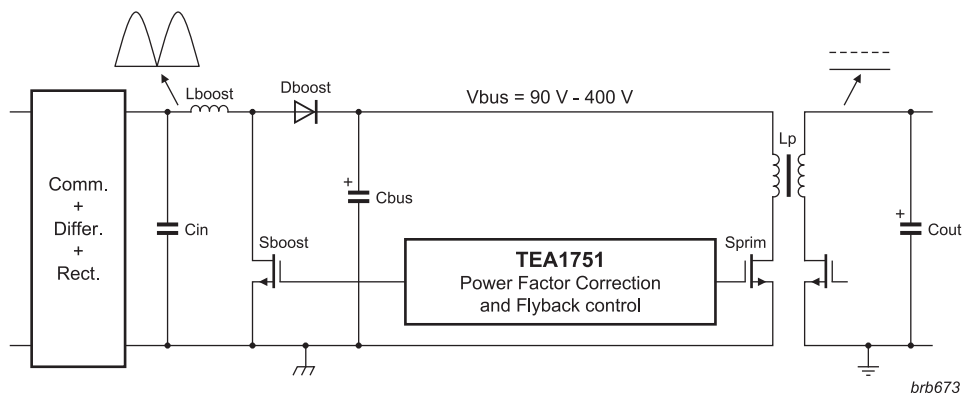 Lboost
Dboost
Vbus = 90 V - 400 V
Lp
Comm.
+
Differ.
+
Rect.
Cin
+
Cbus
Sboost
TEA1751
Power Factor Correction
and Flyback control
Sprim
+
Cout
brb673